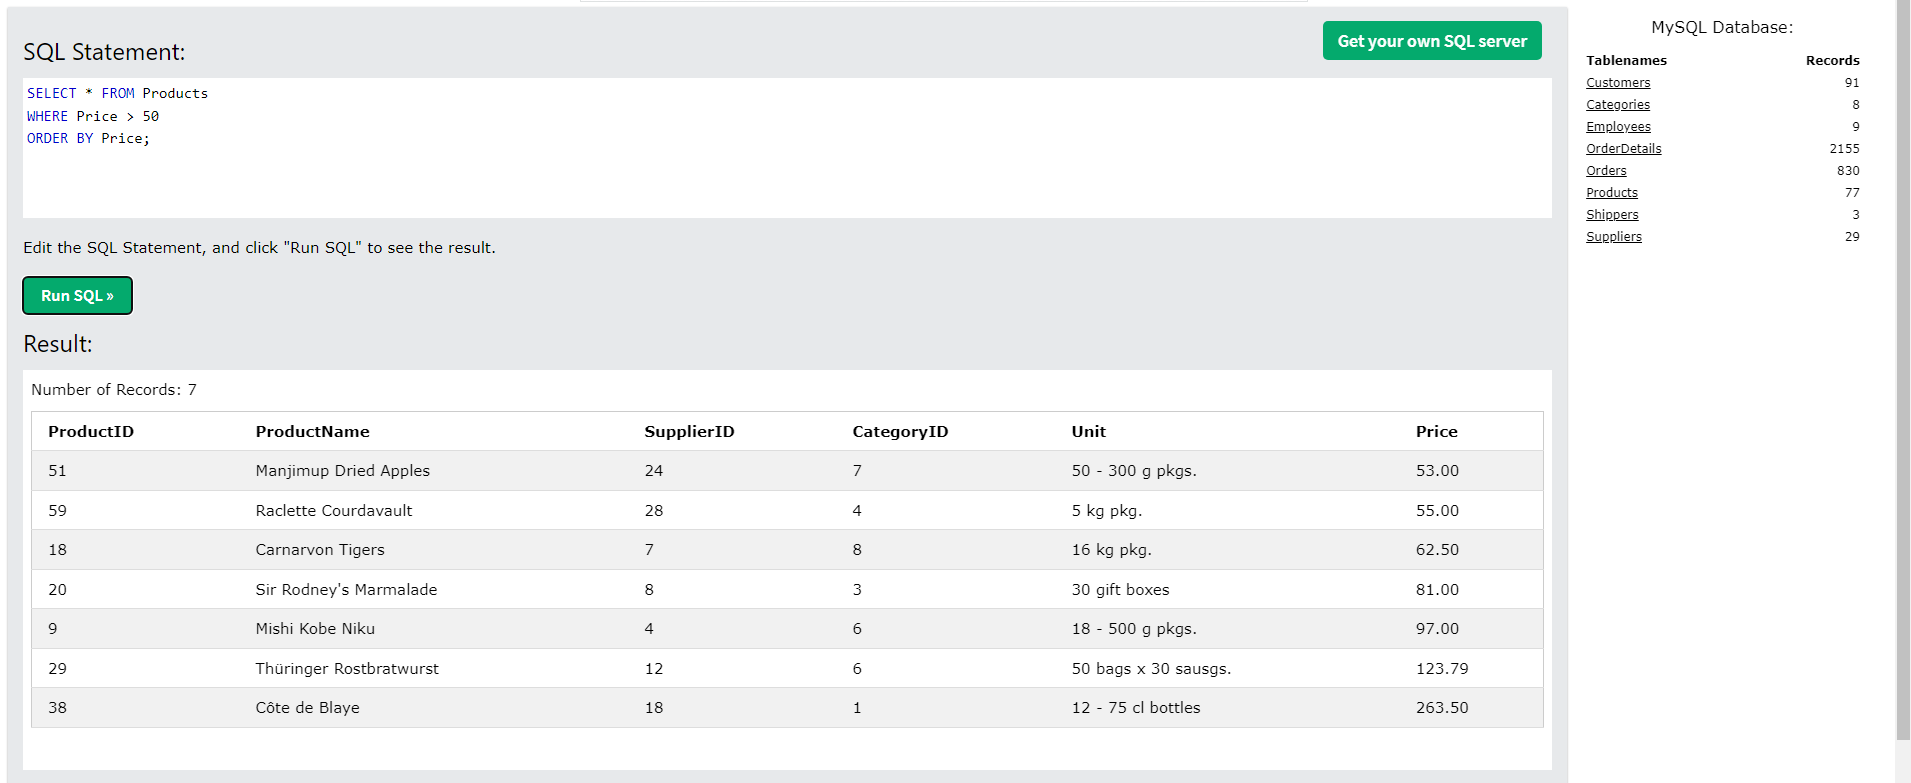 Get your own SQL server
SQL Statement:
SELECT * FROM Products
WHERE Price > 50
ORDER BY Price;
Edit the SQL Statement, and click "Run SQL" to see the result.
Run SQL »
Result:
Number of Records: 7
ProductID ProductName SupplierID CategoryID Unit Price
51 Manjimup Dried Apples 24 7 50 - 300 g pkgs. 53.00
59 Raclette Courdavault 28 4 5 kg pkg. 55.00
18 Carnarvon Tigers 7 8 16 kg pkg. 62.50
20 Sir Rodney's Marmalade 8 3 30 gift boxes 81.00
9 Mishi Kobe Niku 4 6 18 - 500 g pkgs. 97.00
29 Thüringer Rostbratwurst 12 6 50 bags x 30 sausgs. 123.79
38 Côte de Blaye 18 1 12 - 75 cl bottles 263.50
MySQL Database:
Tablenames Records
Customers 91
Categories 8
Employees 9
OrderDetails 2155
Orders 830
Products 77
Shippers 3
Suppliers 29